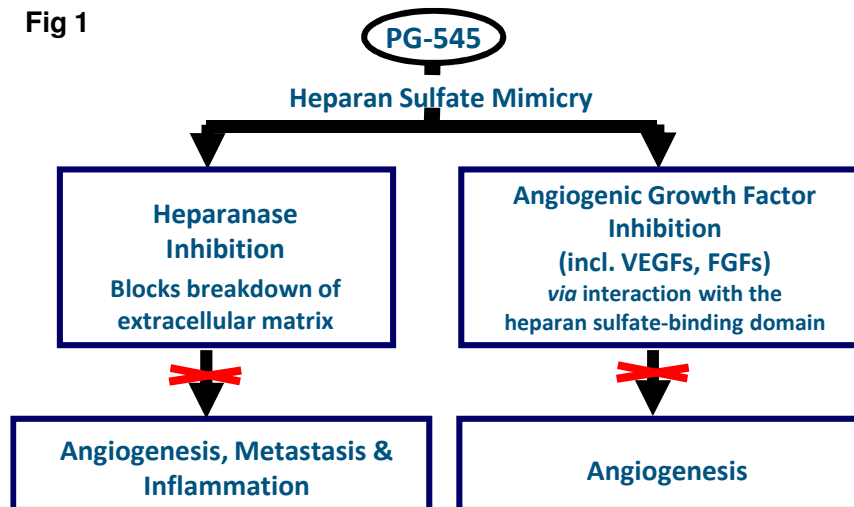 Fig 1
PG-545
Heparan Sulfate Mimicry
Heparanase
Inhibition
Blocks breakdown of
extracellular matrix
Angiogenic Growth Factor
Inhibition
(incl. VEGFs, FGFs)
via interaction with the
heparan sulfate-binding domain
Angiogenesis, Metastasis &
Inflammation
Angiogenesis